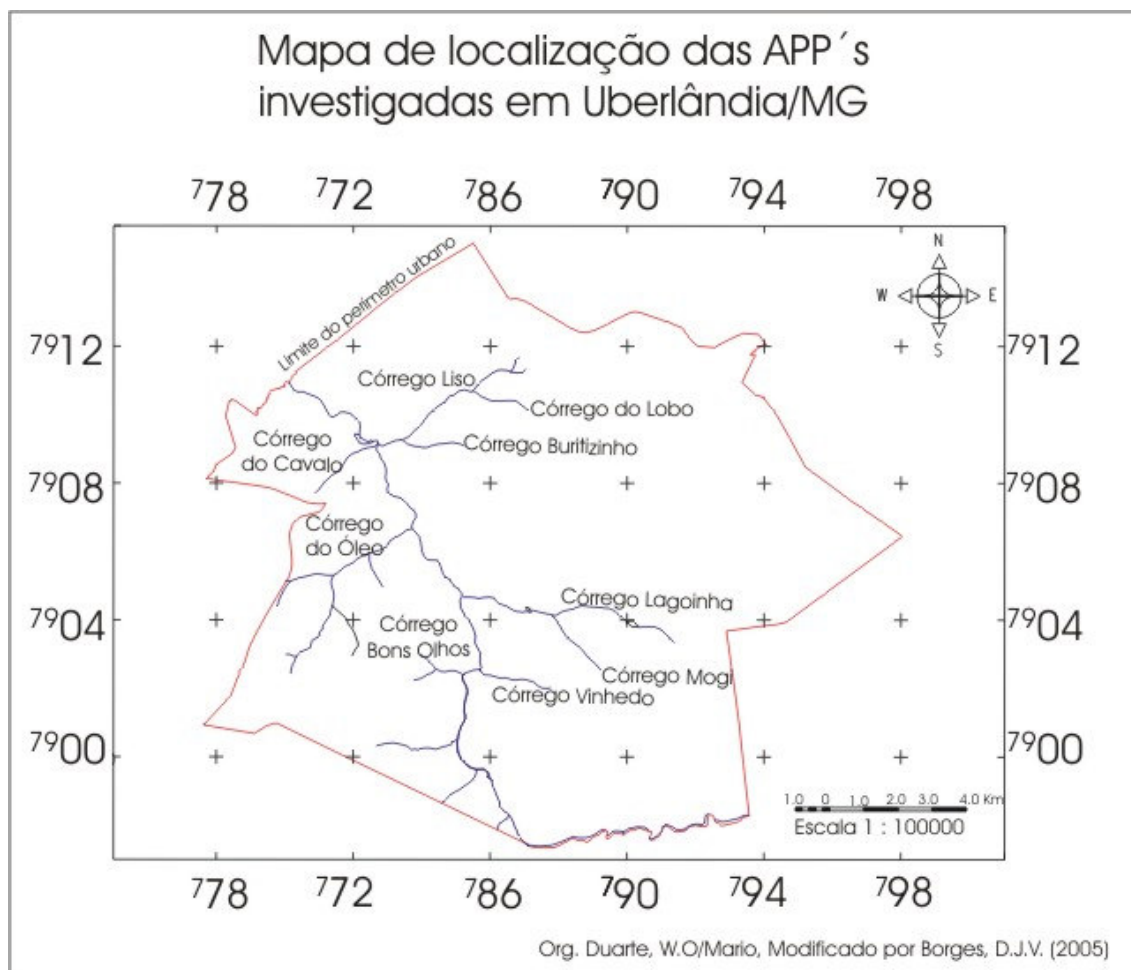 Mapa de localização das APP´s
investigadas em Uberlândia/MG
778 772 786 790 794 798
Limite do perímetro urbano
N
W E
S
7912 7912
Córrego Liso
Córrego do Lobo
Córrego
do Cavalo
Córrego Buritizinho
7908 7908
Córrego
do Óleo
Córrego Lagoinha
7904 7904
Córrego
Bons Olhos
Córrego Mogi
Córrego Vinhedo
7900 7900
1.0 0 1.0 2.0 3.0 4.0 Km
Escala 1 : 100000
778 772 786 790 794 798
Org. Duarte, W.O/Mario, Modificado por Borges, D.J.V. (2005)